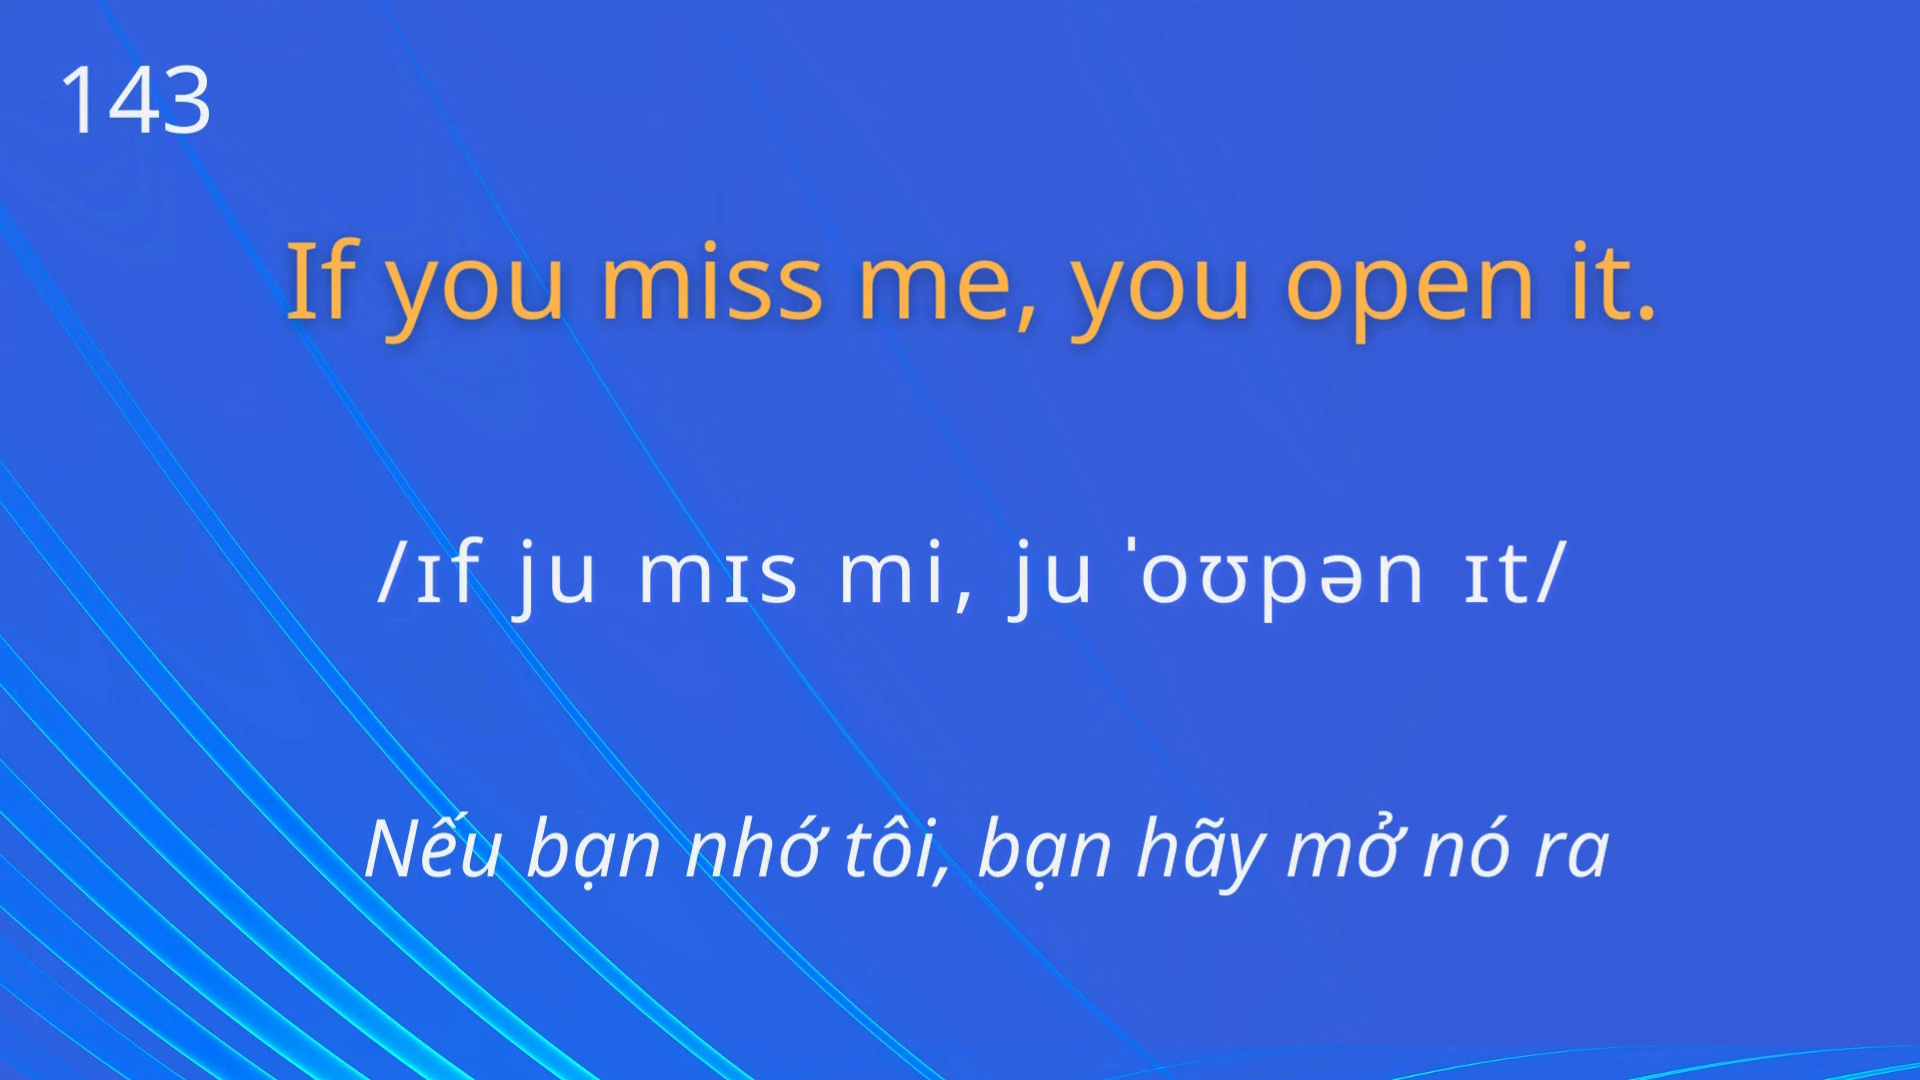 143
If you miss me, you open it.
/ɪf ju mɪs mi, ju ˈoʊpən ɪt/
Nếu bạn nhớ tôi, bạn hãy mở nó ra